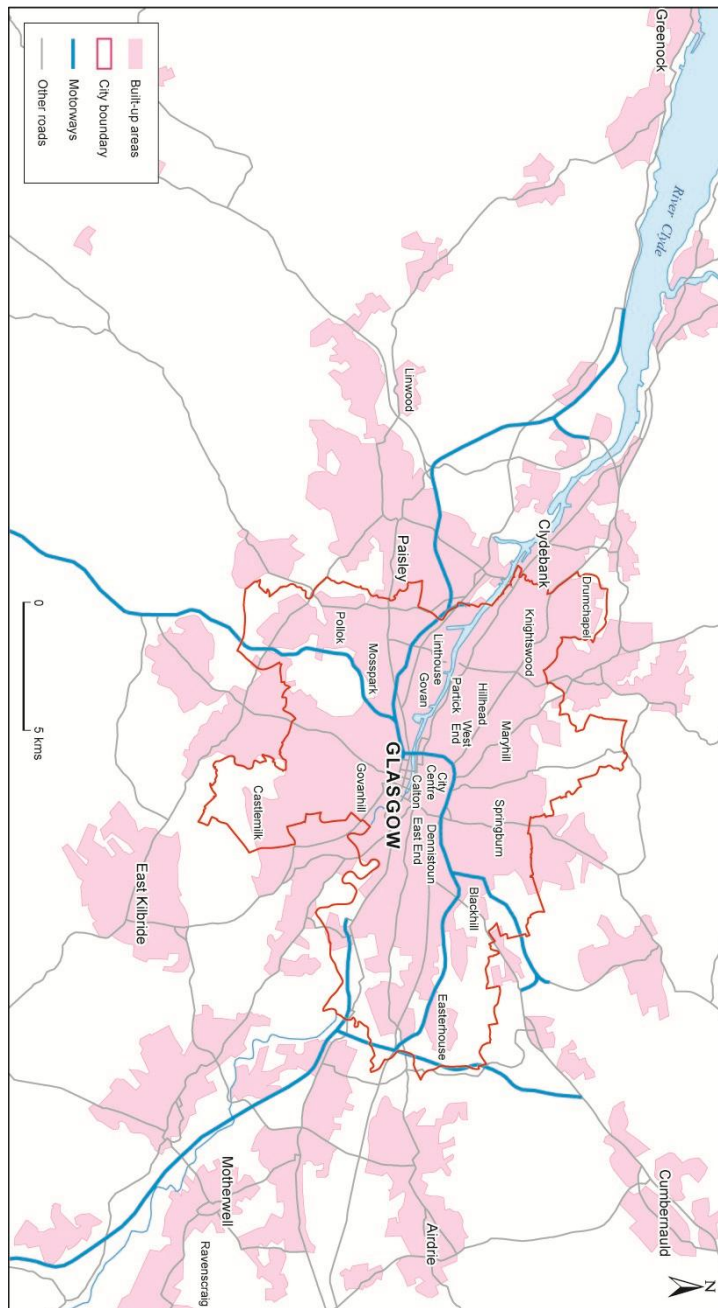 Greenock
River Clyde
Cumbernauld
N
Drumchapel
Clydebank
Knightswood
Maryhill
Springburn
Hillhead
Blackhill
Partick
West
End
Easterhouse
Linwood
Linthouse
Govan
City
Centre
Dennistoun
Calton
East End
Paisley
GLASGOW
Airdrie
Mosspark
Pollok
Govanhill
Castlemilk
Motherwell
Ravenscraig
East Kilbride
Built-up areas
City boundary
Motorways
Other roads
0
5 kms